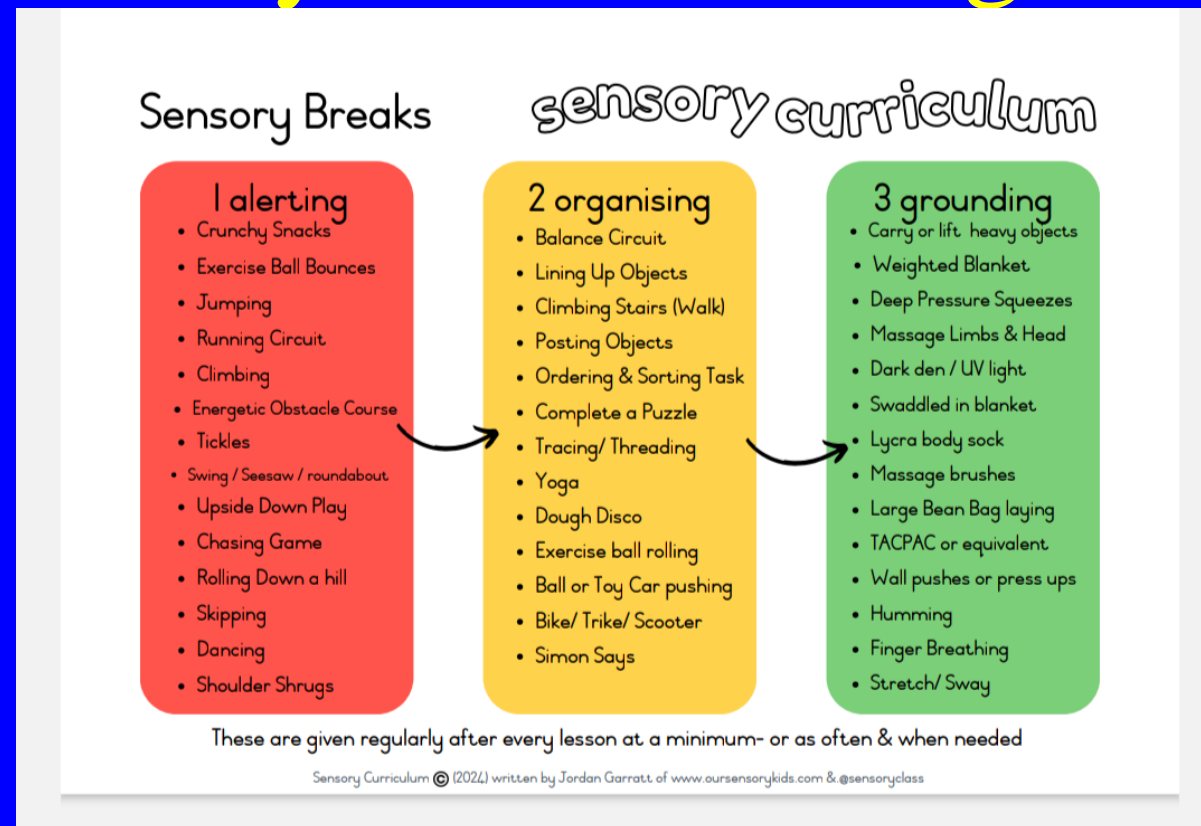 Sensory Breaks
sensory curriculum
1 alerting
• Crunchy Snacks
• Exercise Ball Bounces
• Jumping
• Running Circuit
• Climbing
• Energetic Obstacle Course
• Tickles
• Swing / Seesaw / roundabout
• Upside Down Play
• Chasing Game
• Rolling Down a hill
• Skipping
• Dancing
• Shoulder Shrugs
2 organising
• Balance Circuit
• Lining Up Objects
• Climbing Stairs (Walk)
• Posting Objects
• Ordering & Sorting Task
• Complete a Puzzle
• Tracing/ Threading
• Yoga
• Dough Disco
• Exercise ball rolling
• Ball or Toy Car pushing
• Bike/ Trike/ Scooter
• Simon Says
3 grounding
• Carry or lift heavy objects
• Weighted Blanket
• Deep Pressure Squeezes
• Massage Limbs & Head
• Dark den / UV light
• Swaddled in blanket
• Lycra body sock
• Massage brushes
• Large Bean Bag laying
• TACPAC or equivalent
• Wall pushes or press ups
• Humming
• Finger Breathing
• Stretch/ Sway
These are given regularly after every lesson at a minimum- or as often & when needed
Sensory Curriculum © (2024) written by Jordan Garratt of www.oursensorykids.com & @sensoryclass